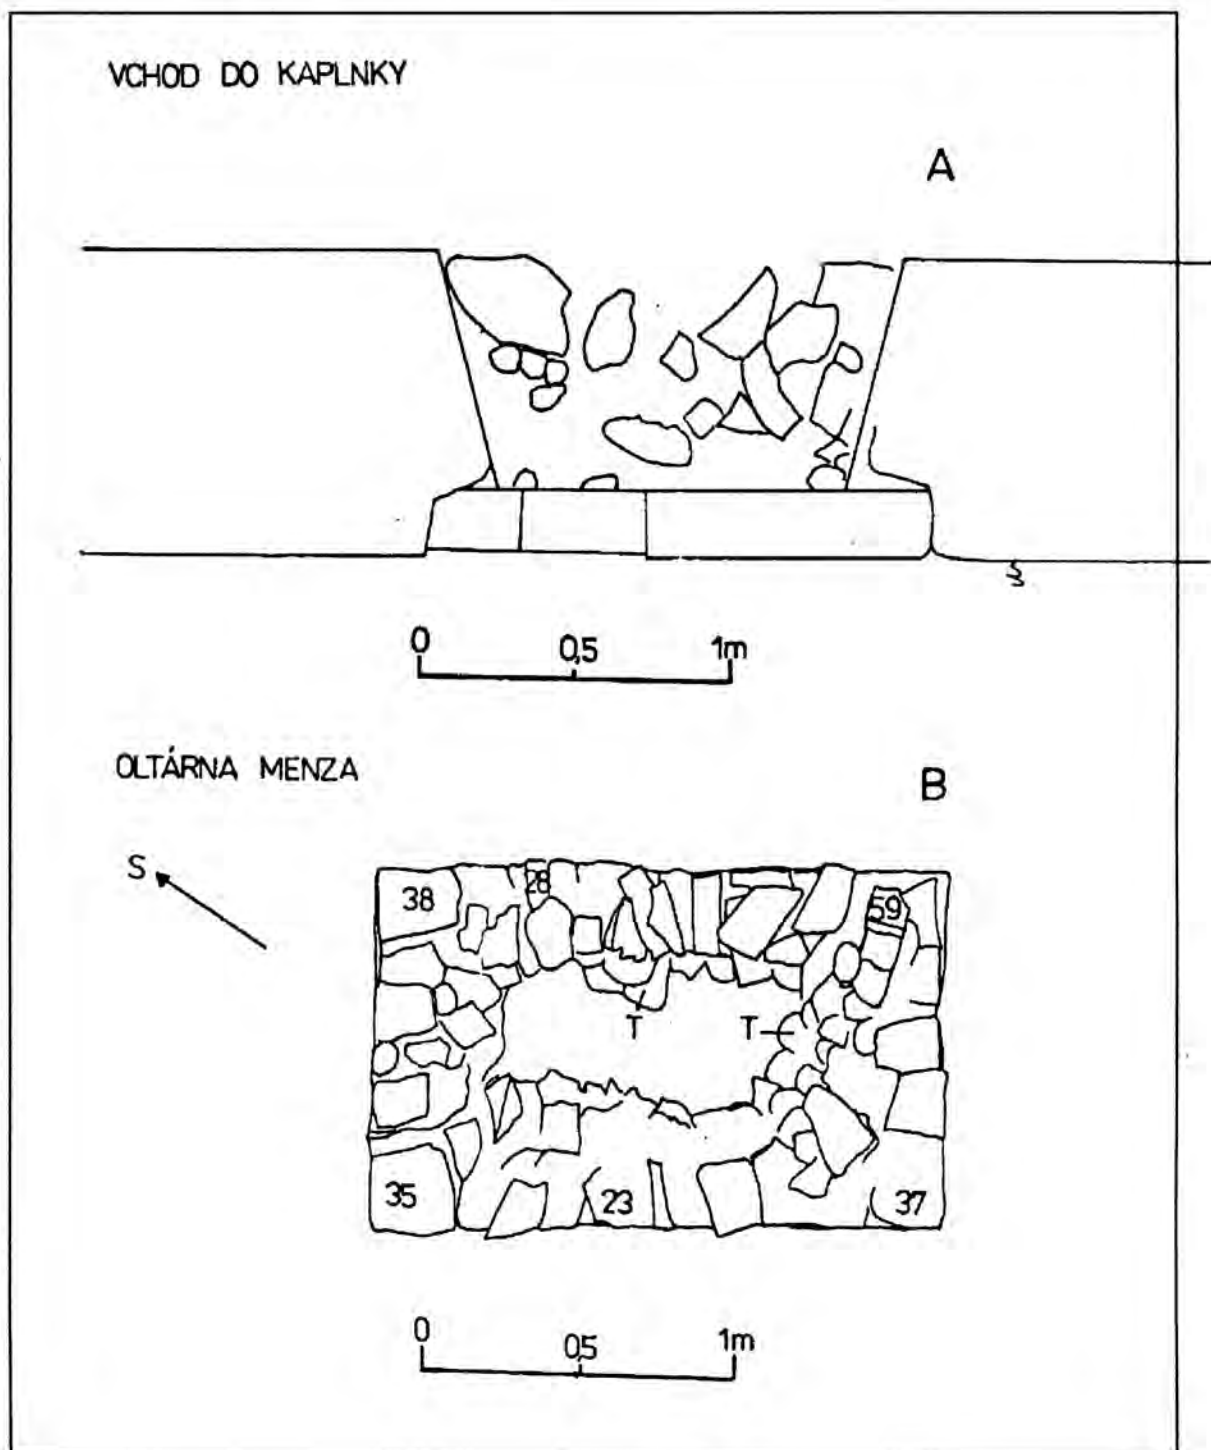 VCHOD DO KAPLNKY
A
0 0,5 1m
OLTÁRNA MENZA
B
S
38 28 59
T T
35 23 37
0 0,5 1m